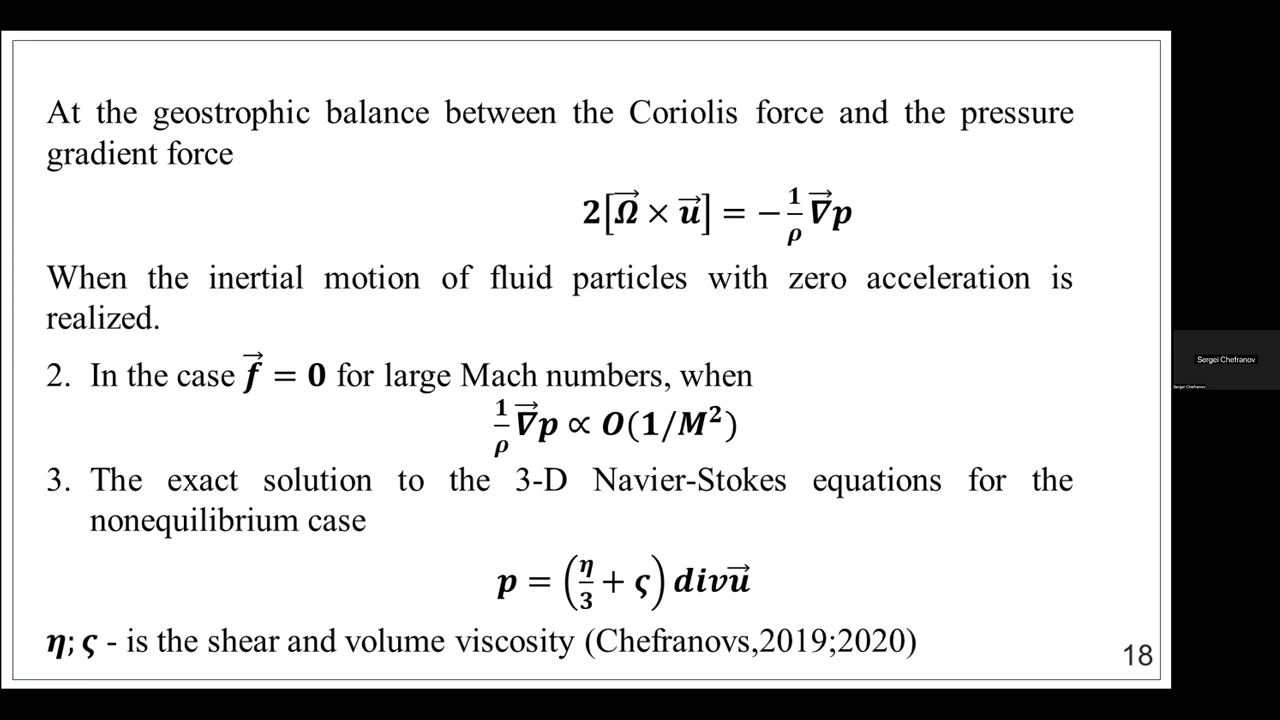 At the geostrophic balance between the Coriolis force and the pressure
gradient force
2[Ω⃗ × u⃗] = −1/ρ ∇⃗p
When the inertial motion of fluid particles with zero acceleration is
realized.
2. In the case f⃗ = 0 for large Mach numbers, when
1/ρ ∇⃗p ∝ O(1/M²)
3. The exact solution to the 3-D Navier-Stokes equations for the
nonequilibrium case
p = (η/3 + ς) divu⃗
η; ς - is the shear and volume viscosity (Chefranovs,2019;2020)
18
Sergei Chefranov
Sergei Chefranov